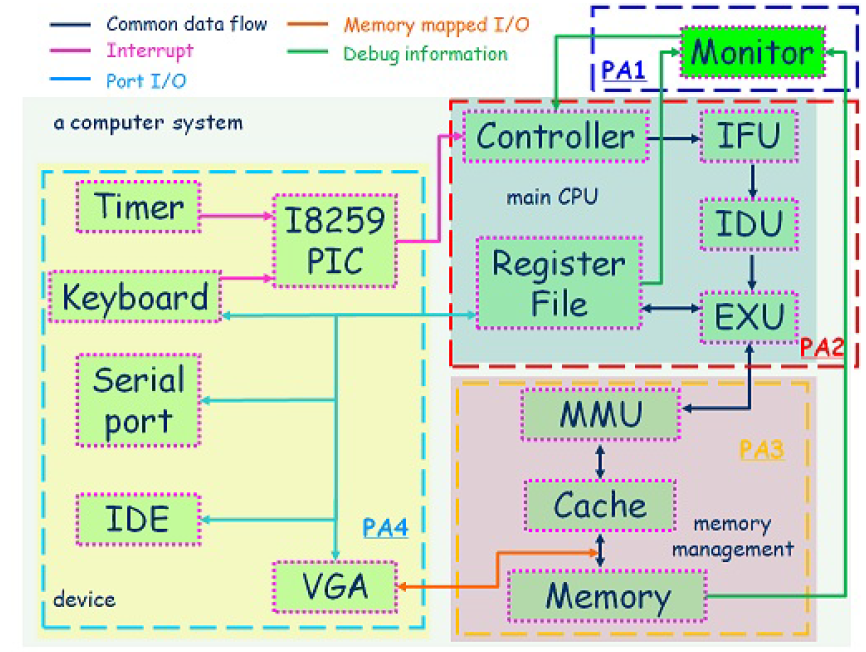 Common data flow
Interrupt
Port I/O
Memory mapped I/O
Debug information
PA1
Monitor
a computer system
Controller
IFU
main CPU
IDU
Register
File
EXU
PA2
Timer
I8259
PIC
Keyboard
Serial
port
IDE
PA4
VGA
device
MMU
PA3
Cache
memory
management
Memory